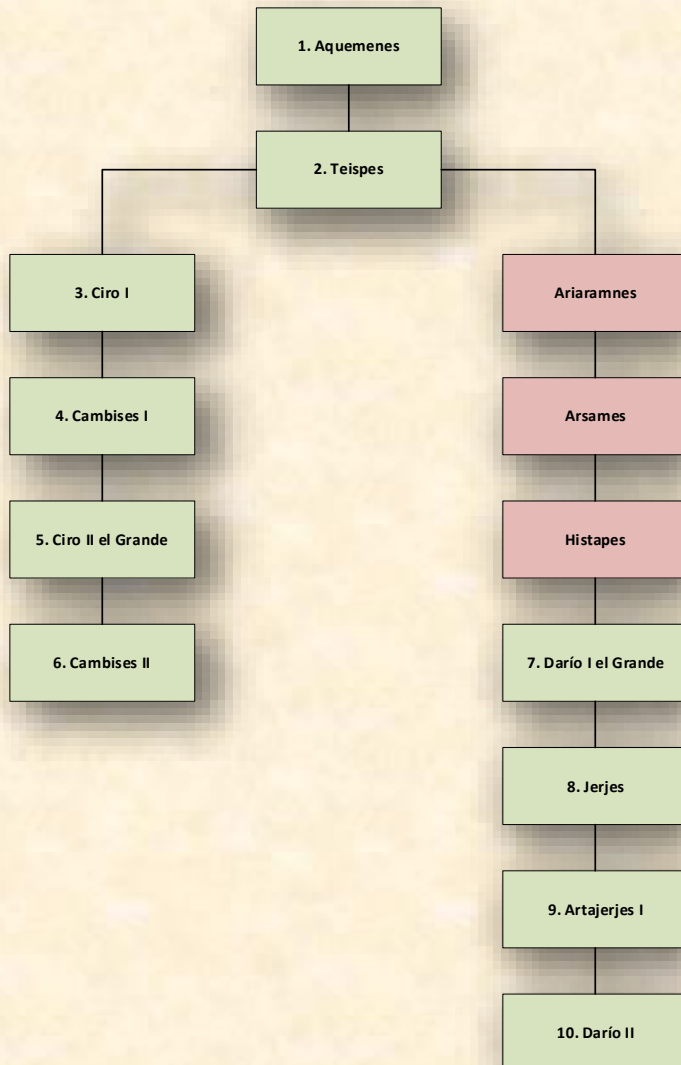 1. Aquemenes
2. Teispes
3. Ciro I
Ariaramnes
4. Cambises I
Arsames
5. Ciro II el Grande
Histapes
6. Cambises II
7. Darío I el Grande
8. Jerjes
9. Artajerjes I
10. Darío II